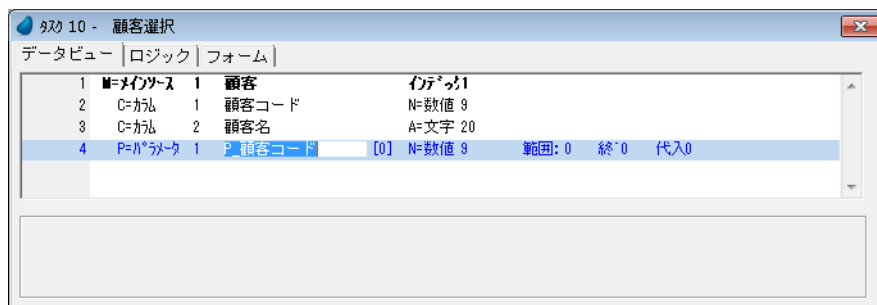 ﾀｽｸ 10 - 顧客選択
データビュー ロジック フォーム
1 M=ﾒｲﾝｿｰｽ 1 顧客 ｲﾝﾃﾞｯｸ1
2 C=ｶﾗﾑ 1 顧客コード N=数値 9
3 C=ｶﾗﾑ 2 顧客名 A=文字 20
4 P=ﾊﾟﾗﾒｰﾀ 1 P_顧客コード [0] N=数値 9 範囲: 0 終 0 代入0